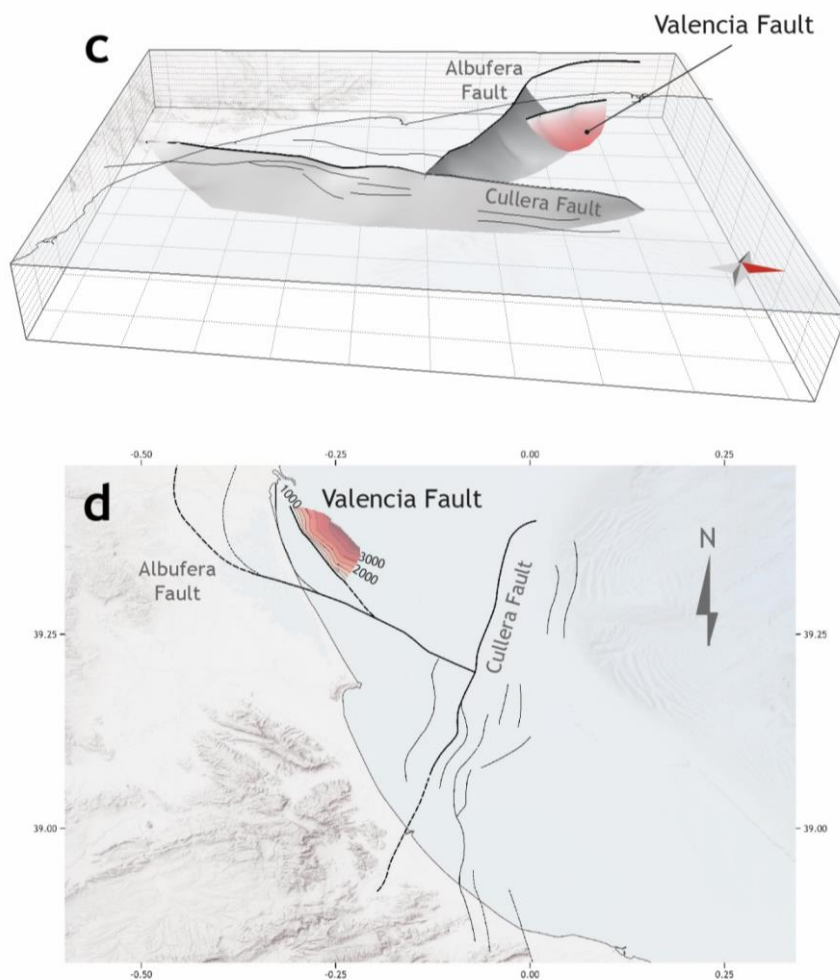 c
Valencia Fault
Albufera
Fault
Cullera Fault
-0.50
-0.25
0.00
0.25
d
1000
Valencia Fault
3000
2000
Albufera
Fault
N
Cullera Fault
39.25
39.25
39.00
39.00
-0.50
-0.25
0.00
0.25